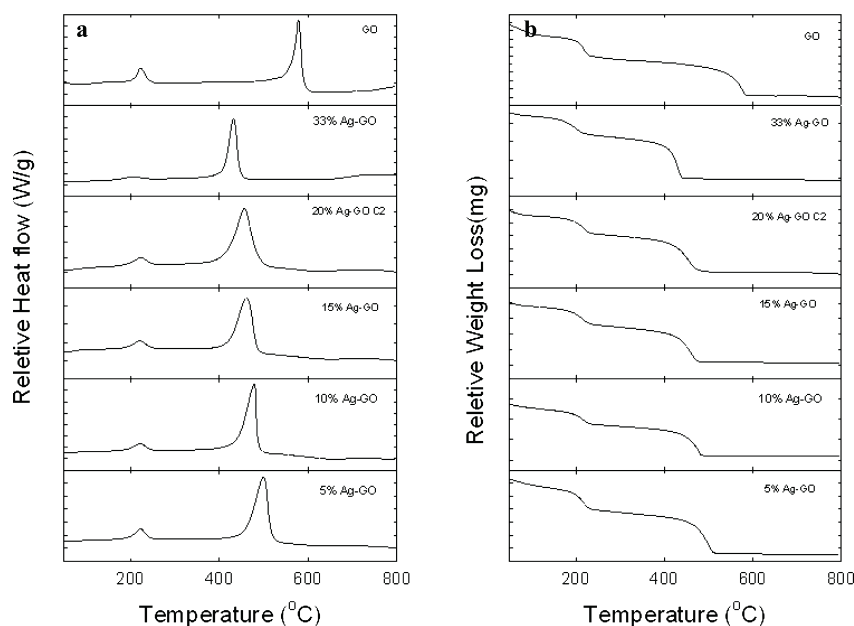 a
GO
33% Ag-GO
20% Ag-GO C2
15% Ag-GO
10% Ag-GO
5% Ag-GO
Reletive Heat flow (W/g)
200 400 600 800
Temperature (⁰C)
b
GO
33% Ag-GO
20% Ag-GO C2
15% Ag-GO
10% Ag-GO
5% Ag-GO
Reletive Weight Loss(mg)
200 400 600 800
Temperature (⁰C)